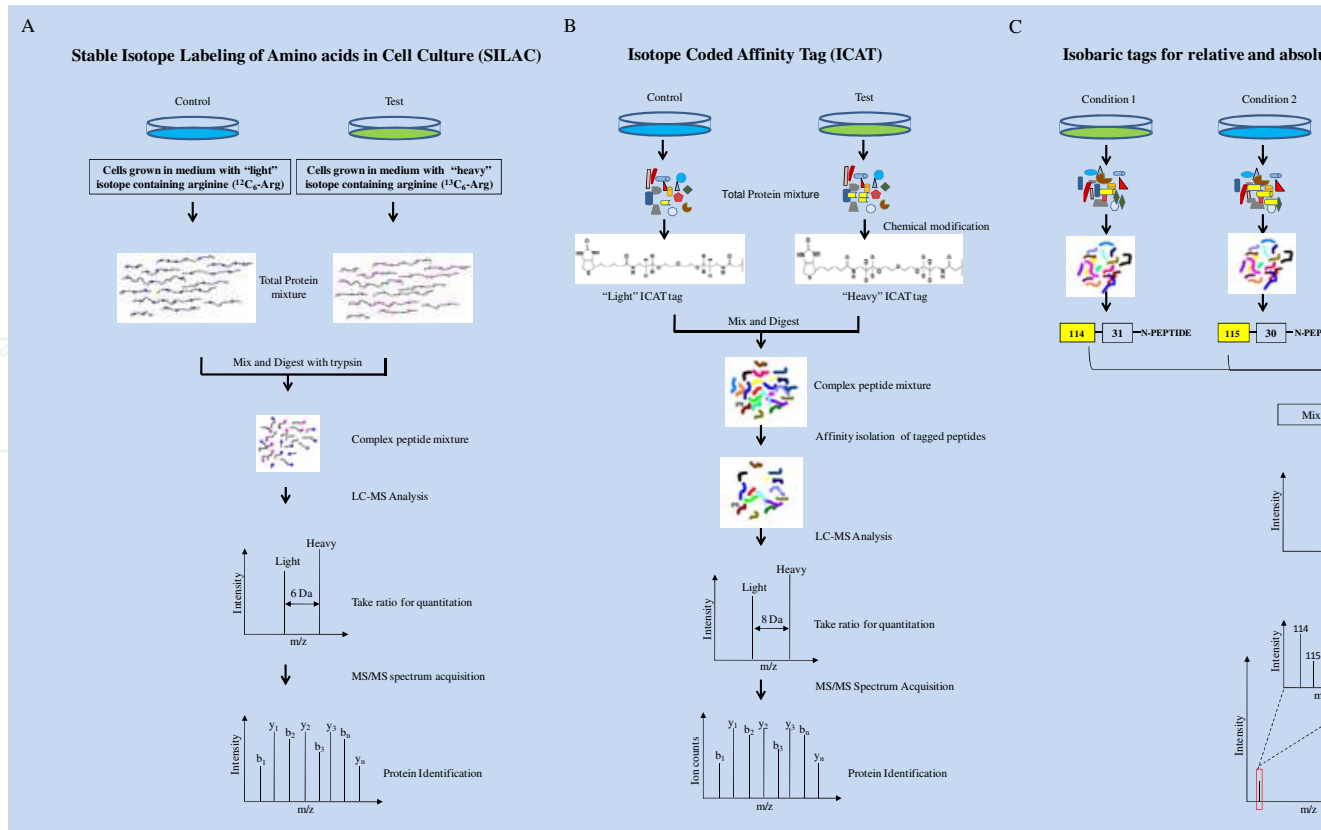 A
Stable Isotope Labeling of Amino acids in Cell Culture (SILAC)
Control
Test
Cells grown in medium with “light”
isotope containing arginine (¹²C₆-Arg)
Cells grown in medium with “heavy”
isotope containing arginine (¹³C₆-Arg)
Total Protein
mixture
Mix and Digest with trypsin
Complex peptide mixture
LC-MS Analysis
Intensity
Light
Heavy
6 Da
m/z
Take ratio for quantitation
MS/MS spectrum acquisition
Intensity
b₁
y₁
b₂
y₂
b₃
y₃
bₙ
yₙ
m/z
Protein Identification
B
Isotope Coded Affinity Tag (ICAT)
Control
Test
Total Protein mixture
Chemical modification
“Light” ICAT tag
“Heavy” ICAT tag
Mix and Digest
Complex peptide mixture
Affinity isolation of tagged peptides
LC-MS Analysis
Intensity
Light
Heavy
8 Da
m/z
Take ratio for quantitation
MS/MS Spectrum Acquisition
Ion counts
b₁
y₁
b₂
y₂
b₃
y₃
bₙ
yₙ
m/z
Protein Identification
C
Isobaric tags for relative and absolu
Condition 1
Condition 2
114
31
N-PEPTIDE
115
30
N-PEP
Mix
Intensity
Intensity
114
115
m
Intensity
m/z